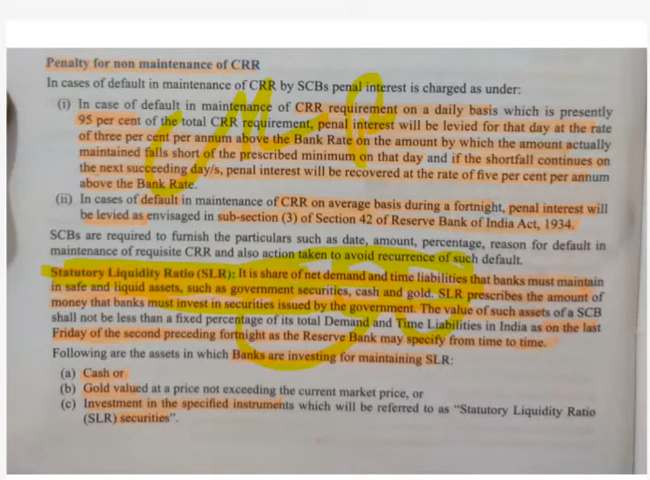 Penalty for non maintenance of CRR
In cases of default in maintenance of CRR by SCBs penal interest is charged as under:
(i) In case of default in maintenance of CRR requirement on a daily basis which is presently
95 per cent of the total CRR requirement, penal interest will be levied for that day at the rate
of three per cent per annum above the Bank Rate on the amount by which the amount actually
maintained falls short of the prescribed minimum on that day and if the shortfall continues on
the next succeeding day/s, penal interest will be recovered at the rate of five per cent per annum
above the Bank Rate.
(ii) In cases of default in maintenance of CRR on average basis during a fortnight, penal interest will
be levied as envisaged in sub-section (3) of Section 42 of Reserve Bank of India Act, 1934.
SCBs are required to furnish the particulars such as date, amount, percentage, reason for default in
maintenance of requisite CRR and also action taken to avoid recurrence of such default.
Statutory Liquidity Ratio (SLR): It is share of net demand and time liabilities that banks must maintain
in safe and liquid assets, such as government securities, cash and gold. SLR prescribes the amount of
money that banks must invest in securities issued by the government. The value of such assets of a SCB
shall not be less than a fixed percentage of its total Demand and Time Liabilities in India as on the last
Friday of the second preceding fortnight as the Reserve Bank may specify from time to time.
Following are the assets in which Banks are investing for maintaining SLR:
(a) Cash or
(b) Gold valued at a price not exceeding the current market price, or
(c) Investment in the specified instruments which will be referred to as “Statutory Liquidity Ratio
(SLR) securities”.